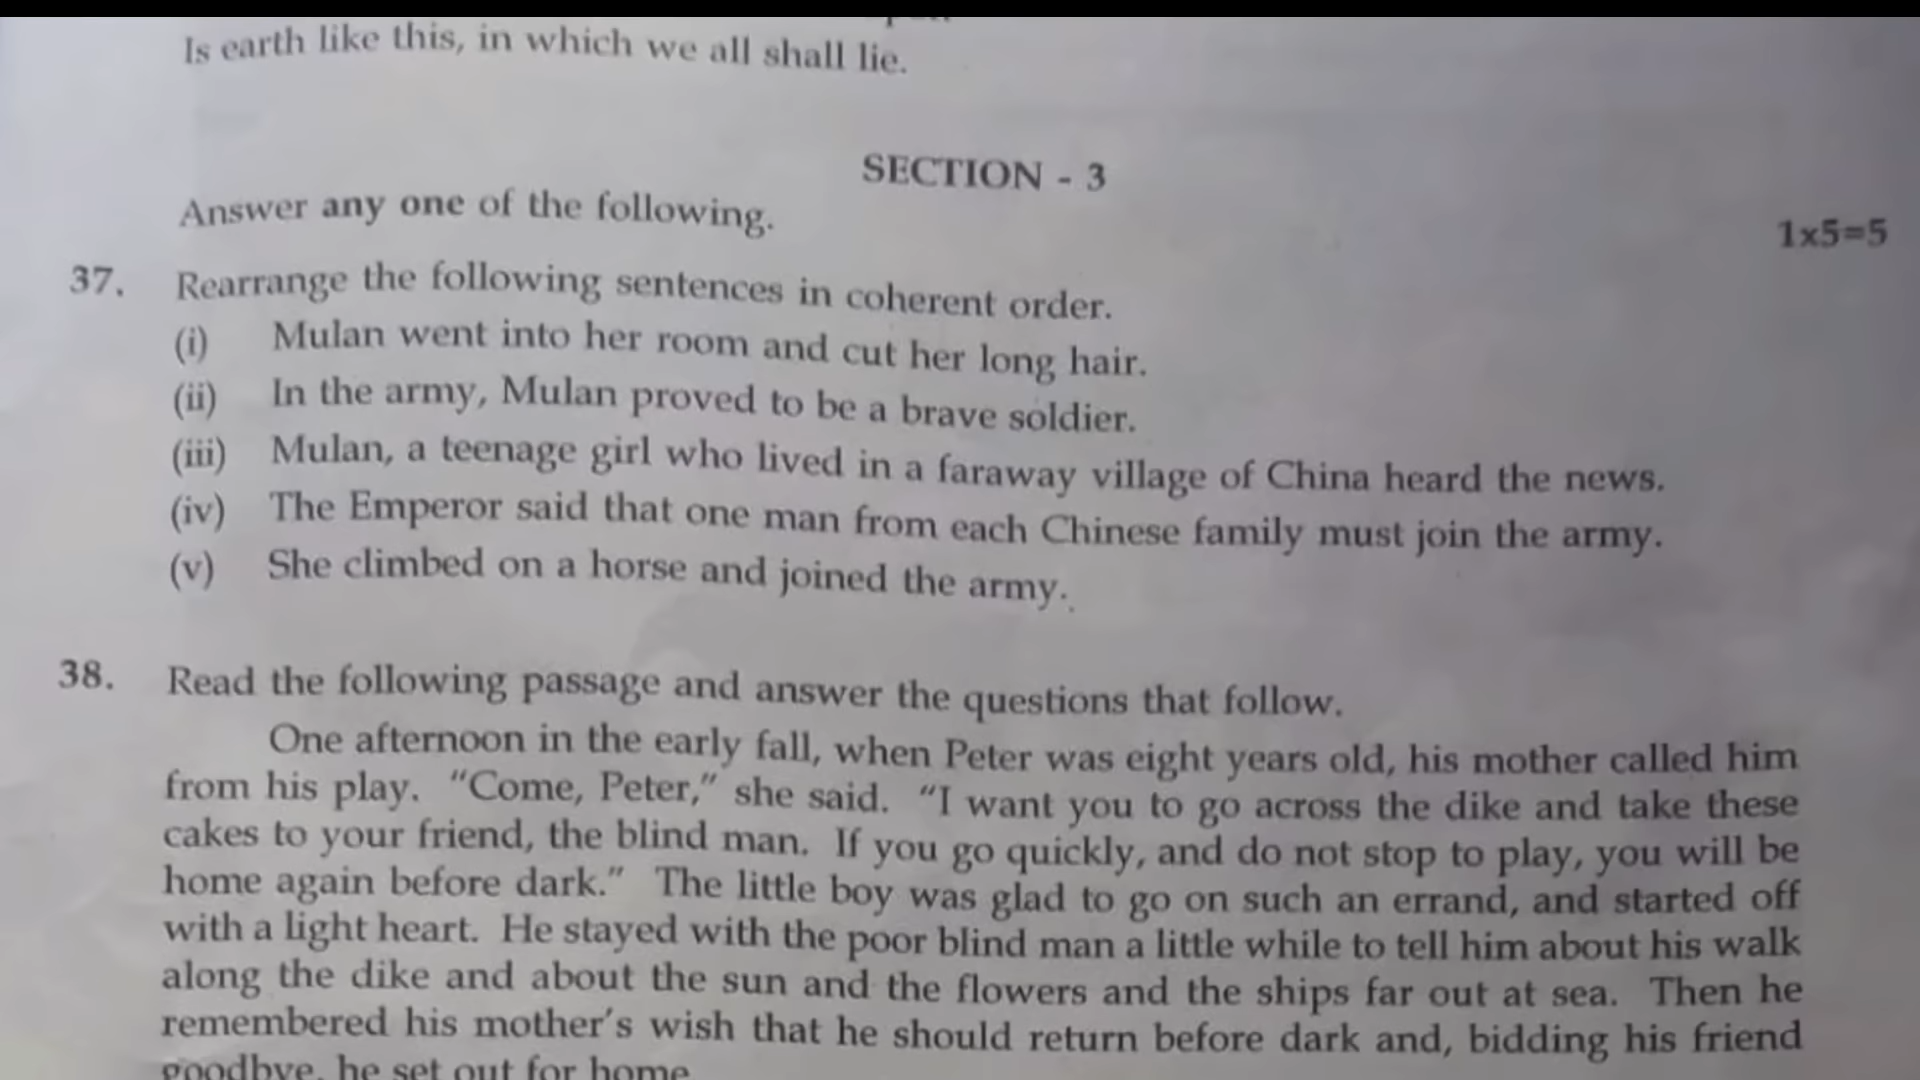 Is earth like this, in which we all shall lie.
SECTION - 3
Answer any one of the following.
1x5=5
37. Rearrange the following sentences in coherent order.
(i) Mulan went into her room and cut her long hair.
(ii) In the army, Mulan proved to be a brave soldier.
(iii) Mulan, a teenage girl who lived in a faraway village of China heard the news.
(iv) The Emperor said that one man from each Chinese family must join the army.
(v) She climbed on a horse and joined the army.
38. Read the following passage and answer the questions that follow.
One afternoon in the early fall, when Peter was eight years old, his mother called him
from his play. "Come, Peter," she said. "I want you to go across the dike and take these
cakes to your friend, the blind man. If you go quickly, and do not stop to play, you will be
home again before dark." The little boy was glad to go on such an errand, and started off
with a light heart. He stayed with the poor blind man a little while to tell him about his walk
along the dike and about the sun and the flowers and the ships far out at sea. Then he
remembered his mother's wish that he should return before dark and, bidding his friend
goodbye, he set out for home